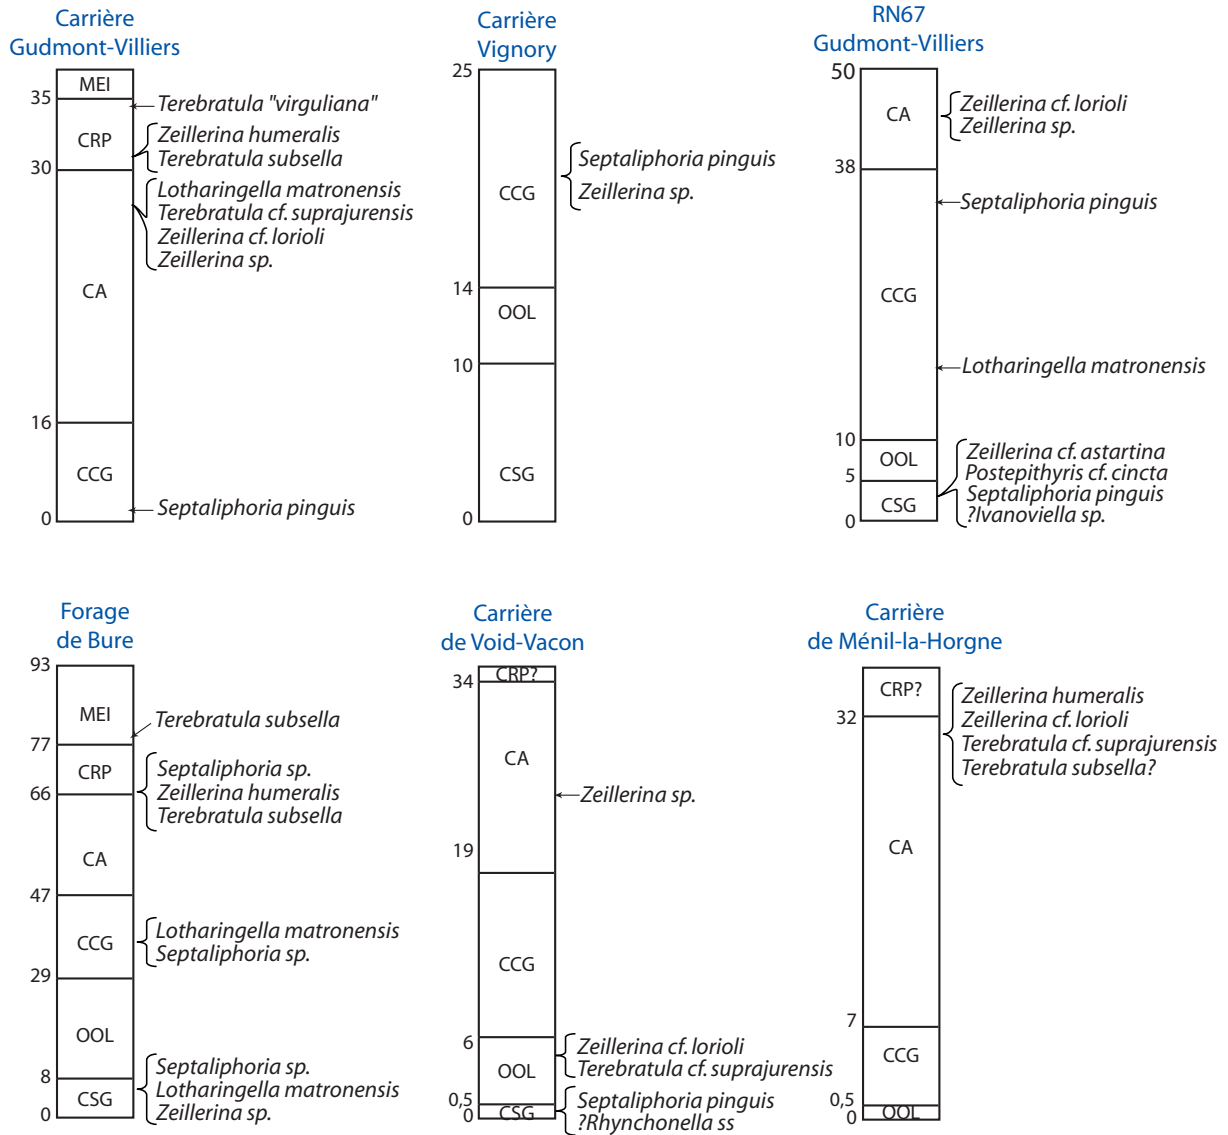 Carrière
Gudmont-Villiers
MEI
35
Terebratula "virguliana"
CRP
Zeillerina humeralis
Terebratula subsella
30
Lotharingella matronensis
Terebratula cf. suprajurensis
Zeillerina cf. lorioli
Zeillerina sp.
CA
16
CCG
Septaliphoria pinguis
0
Carrière
Vignory
25
Septaliphoria pinguis
CCG
Zeillerina sp.
14
OOL
10
CSG
0
RN67
Gudmont-Villiers
50
CA
Zeillerina cf. lorioli
Zeillerina sp.
38
Septaliphoria pinguis
CCG
Lotharingella matronensis
10
OOL
5
Zeillerina cf. astartina
Postepithyris cf. cincta
Septaliphoria pinguis
?Ivanoviella sp.
CSG
0
Forage
de Bure
93
MEI
Terebratula subsella
77
CRP
Septaliphoria sp.
Zeillerina humeralis
Terebratula subsella
66
CA
47
CCG
Lotharingella matronensis
Septaliphoria sp.
29
OOL
8
Septaliphoria sp.
Lotharingella matronensis
Zeillerina sp.
CSG
0
Carrière
de Void-Vacon
CRP?
34
CA
Zeillerina sp.
19
CCG
6
Zeillerina cf. lorioli
Terebratula cf. suprajurensis
OOL
0,5
Septaliphoria pinguis
?Rhynchonella ss
CSG
0
Carrière
de Ménil-la-Horgne
CRP?
32
Zeillerina humeralis
Zeillerina cf. lorioli
Terebratula cf. suprajurensis
Terebratula subsella?
CA
7
CCG
0,5
OOL
0